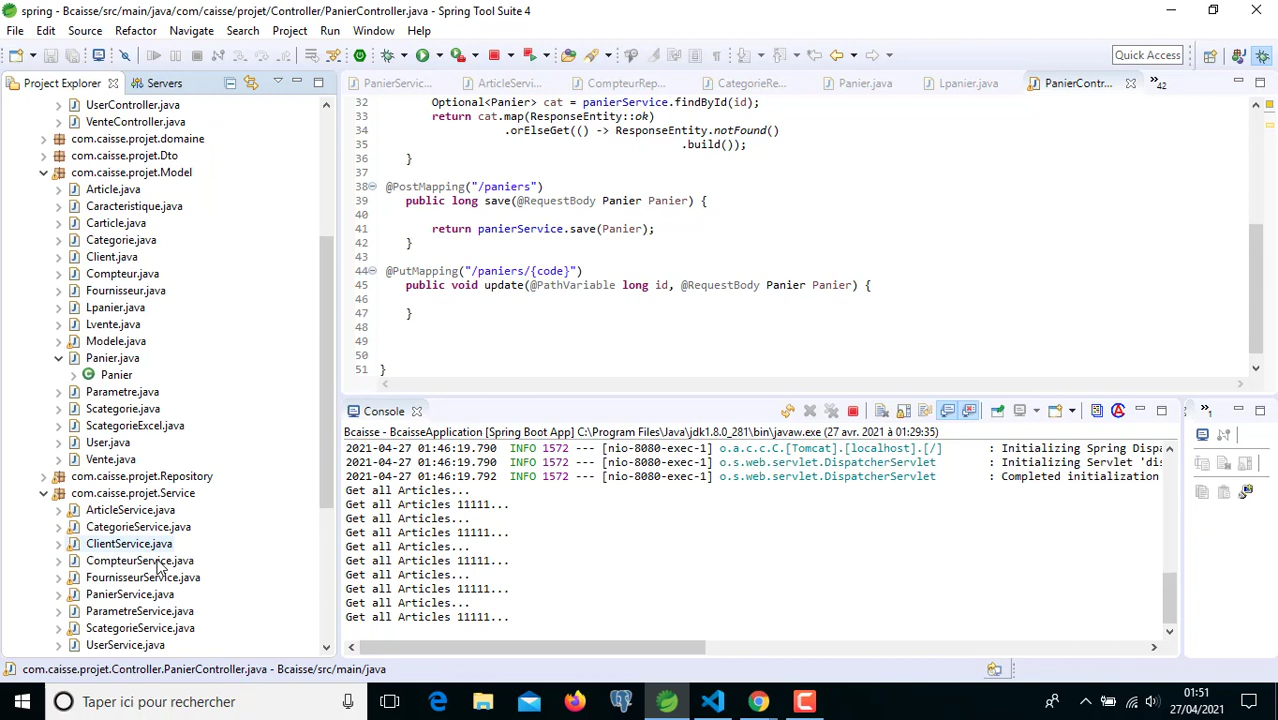 spring - Bcaisse/src/main/java/com/caisse/projet/Controller/PanierController.java - Spring Tool Suite 4
File Edit Source Refactor Navigate Search Project Run Window Help
Quick Access
Project Explorer Servers
UserController.java
VenteController.java
com.caisse.projet.domaine
com.caisse.projet.Dto
com.caisse.projet.Model
Article.java
Caracteristique.java
Carticle.java
Categorie.java
Client.java
Compteur.java
Fournisseur.java
Lpanier.java
Lvente.java
Modele.java
Panier.java
Panier
Parametre.java
Scategorie.java
ScategorieExcel.java
User.java
Vente.java
com.caisse.projet.Repository
com.caisse.projet.Service
ArticleService.java
CategorieService.java
ClientService.java
CompteurService.java
FournisseurService.java
PanierService.java
ParametreService.java
ScategorieService.java
UserService.java
PanierServic... ArticleServi... CompteurRep... CategorieRe... Panier.java Lpanier.java PanierContr... 42
32 Optional<Panier> cat = panierService.findById(id);
33 return cat.map(ResponseEntity::ok)
34 .orElseGet(() -> ResponseEntity.notFound()
35 .build());
36 }
37
38 @PostMapping("/paniers")
39 public long save(@RequestBody Panier Panier) {
40
41 return panierService.save(Panier);
42 }
43
44 @PutMapping("/paniers/{code}")
45 public void update(@PathVariable long id, @RequestBody Panier Panier) {
46
47 }
48
49
50
51 }
Console 1
Bcaisse - BcaisseApplication [Spring Boot App] C:\Program Files\Java\jdk1.8.0_281\bin\javaw.exe (27 avr. 2021 à 01:29:35)
2021-04-27 01:46:19.790 INFO 1572 --- [nio-8080-exec-1] o.a.c.c.C.[Tomcat].[localhost].[/] : Initializing Spring Dispa
2021-04-27 01:46:19.790 INFO 1572 --- [nio-8080-exec-1] o.s.web.servlet.DispatcherServlet : Initializing Servlet 'dis
2021-04-27 01:46:19.792 INFO 1572 --- [nio-8080-exec-1] o.s.web.servlet.DispatcherServlet : Completed initialization
Get all Articles...
Get all Articles 11111...
Get all Articles...
Get all Articles 11111...
Get all Articles...
Get all Articles 11111...
Get all Articles...
Get all Articles 11111...
Get all Articles...
Get all Articles 11111...
com.caisse.projet.Controller.PanierController.java - Bcaisse/src/main/java
Taper ici pour rechercher
01:51
27/04/2021